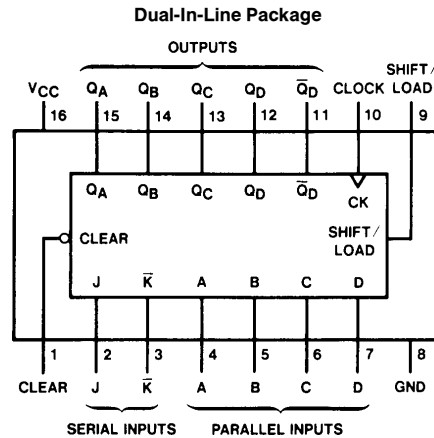 Dual-In-Line Package
OUTPUTS
SHIFT/
VCC QA QB QC QD Q̅D CLOCK LOAD
16 15 14 13 12 11 10 9
QA QB QC QD Q̅D
CK
CLEAR SHIFT/
LOAD
J K̅ A B C D
1 2 3 4 5 6 7 8
CLEAR J K̅ A B C D GND
SERIAL INPUTS PARALLEL INPUTS